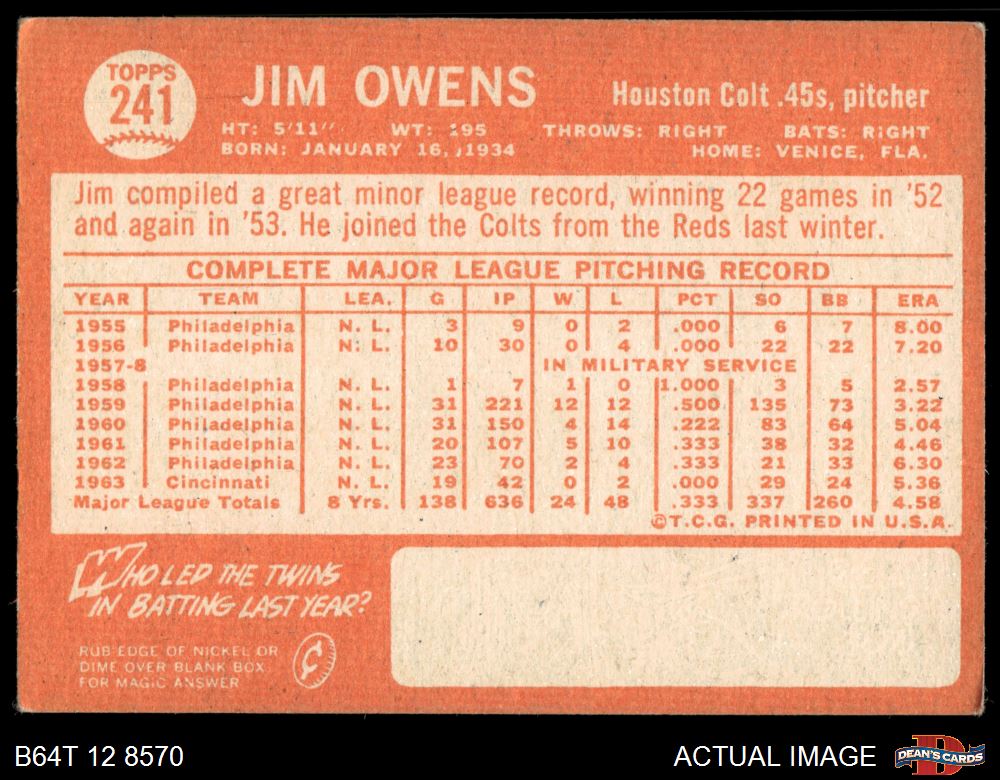 TOPPS
241
JIM OWENS
Houston Colt .45s, pitcher
HT: 5'11" WT: 195 THROWS: RIGHT BATS: RIGHT
BORN: JANUARY 16, 1934 HOME: VENICE, FLA.
Jim compiled a great minor league record, winning 22 games in '52
and again in '53. He joined the Colts from the Reds last winter.
COMPLETE MAJOR LEAGUE PITCHING RECORD
YEAR TEAM LEA. G IP W L PCT SO BB ERA
1955 Philadelphia N. L. 3 9 0 2 .000 6 7 8.00
1956 Philadelphia N. L. 10 30 0 4 .000 22 22 7.20
1957-8 IN MILITARY SERVICE
1958 Philadelphia N. L. 1 7 1 0 1.000 3 5 2.57
1959 Philadelphia N. L. 31 221 12 12 .500 135 73 3.22
1960 Philadelphia N. L. 31 150 4 14 .222 83 64 5.04
1961 Philadelphia N. L. 20 107 5 10 .333 38 32 4.46
1962 Philadelphia N. L. 23 70 2 4 .333 21 33 6.30
1963 Cincinnati N. L. 19 42 0 2 .000 29 24 5.36
Major League Totals 8 Yrs. 138 636 24 48 .333 337 260 4.58
©T.C.G. PRINTED IN U.S.A.
WHO LED THE TWINS
IN BATTING LAST YEAR?
RUB EDGE OF NICKEL OR
DIME OVER BLANK BOX
FOR MAGIC ANSWER
¢
B64T 12 8570
ACTUAL IMAGE
D
DEAN'S CARDS